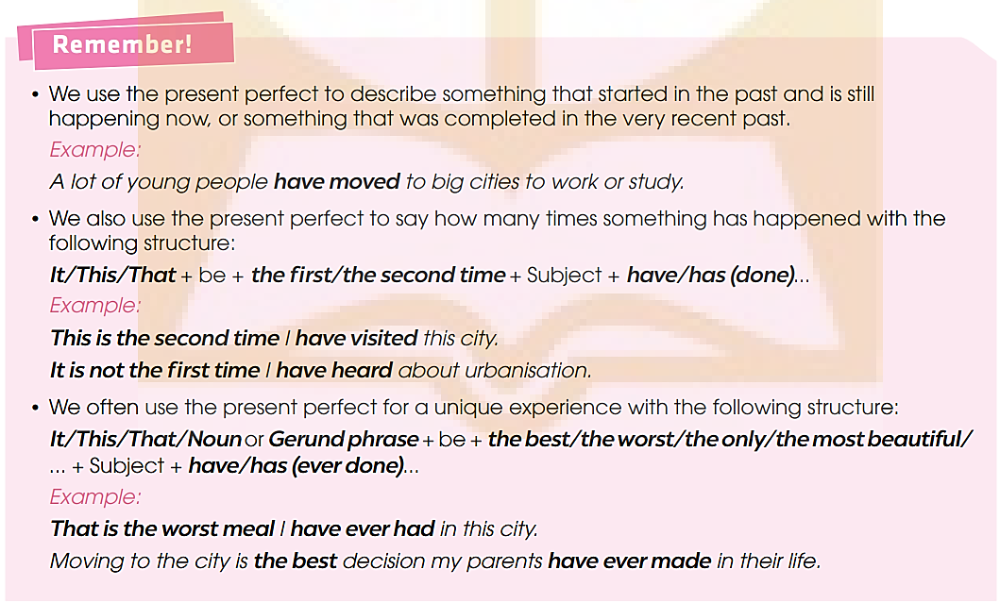 Remember!
• We use the present perfect to describe something that started in the past and is still
happening now, or something that was completed in the very recent past.
Example:
A lot of young people have moved to big cities to work or study.
• We also use the present perfect to say how many times something has happened with the
following structure:
It/This/That + be + the first/the second time + Subject + have/has (done)...
Example:
This is the second time I have visited this city.
It is not the first time I have heard about urbanisation.
• We often use the present perfect for a unique experience with the following structure:
It/This/That/Noun or Gerund phrase + be + the best/the worst/the only/the most beautiful/
... + Subject + have/has (ever done)...
Example:
That is the worst meal I have ever had in this city.
Moving to the city is the best decision my parents have ever made in their life.